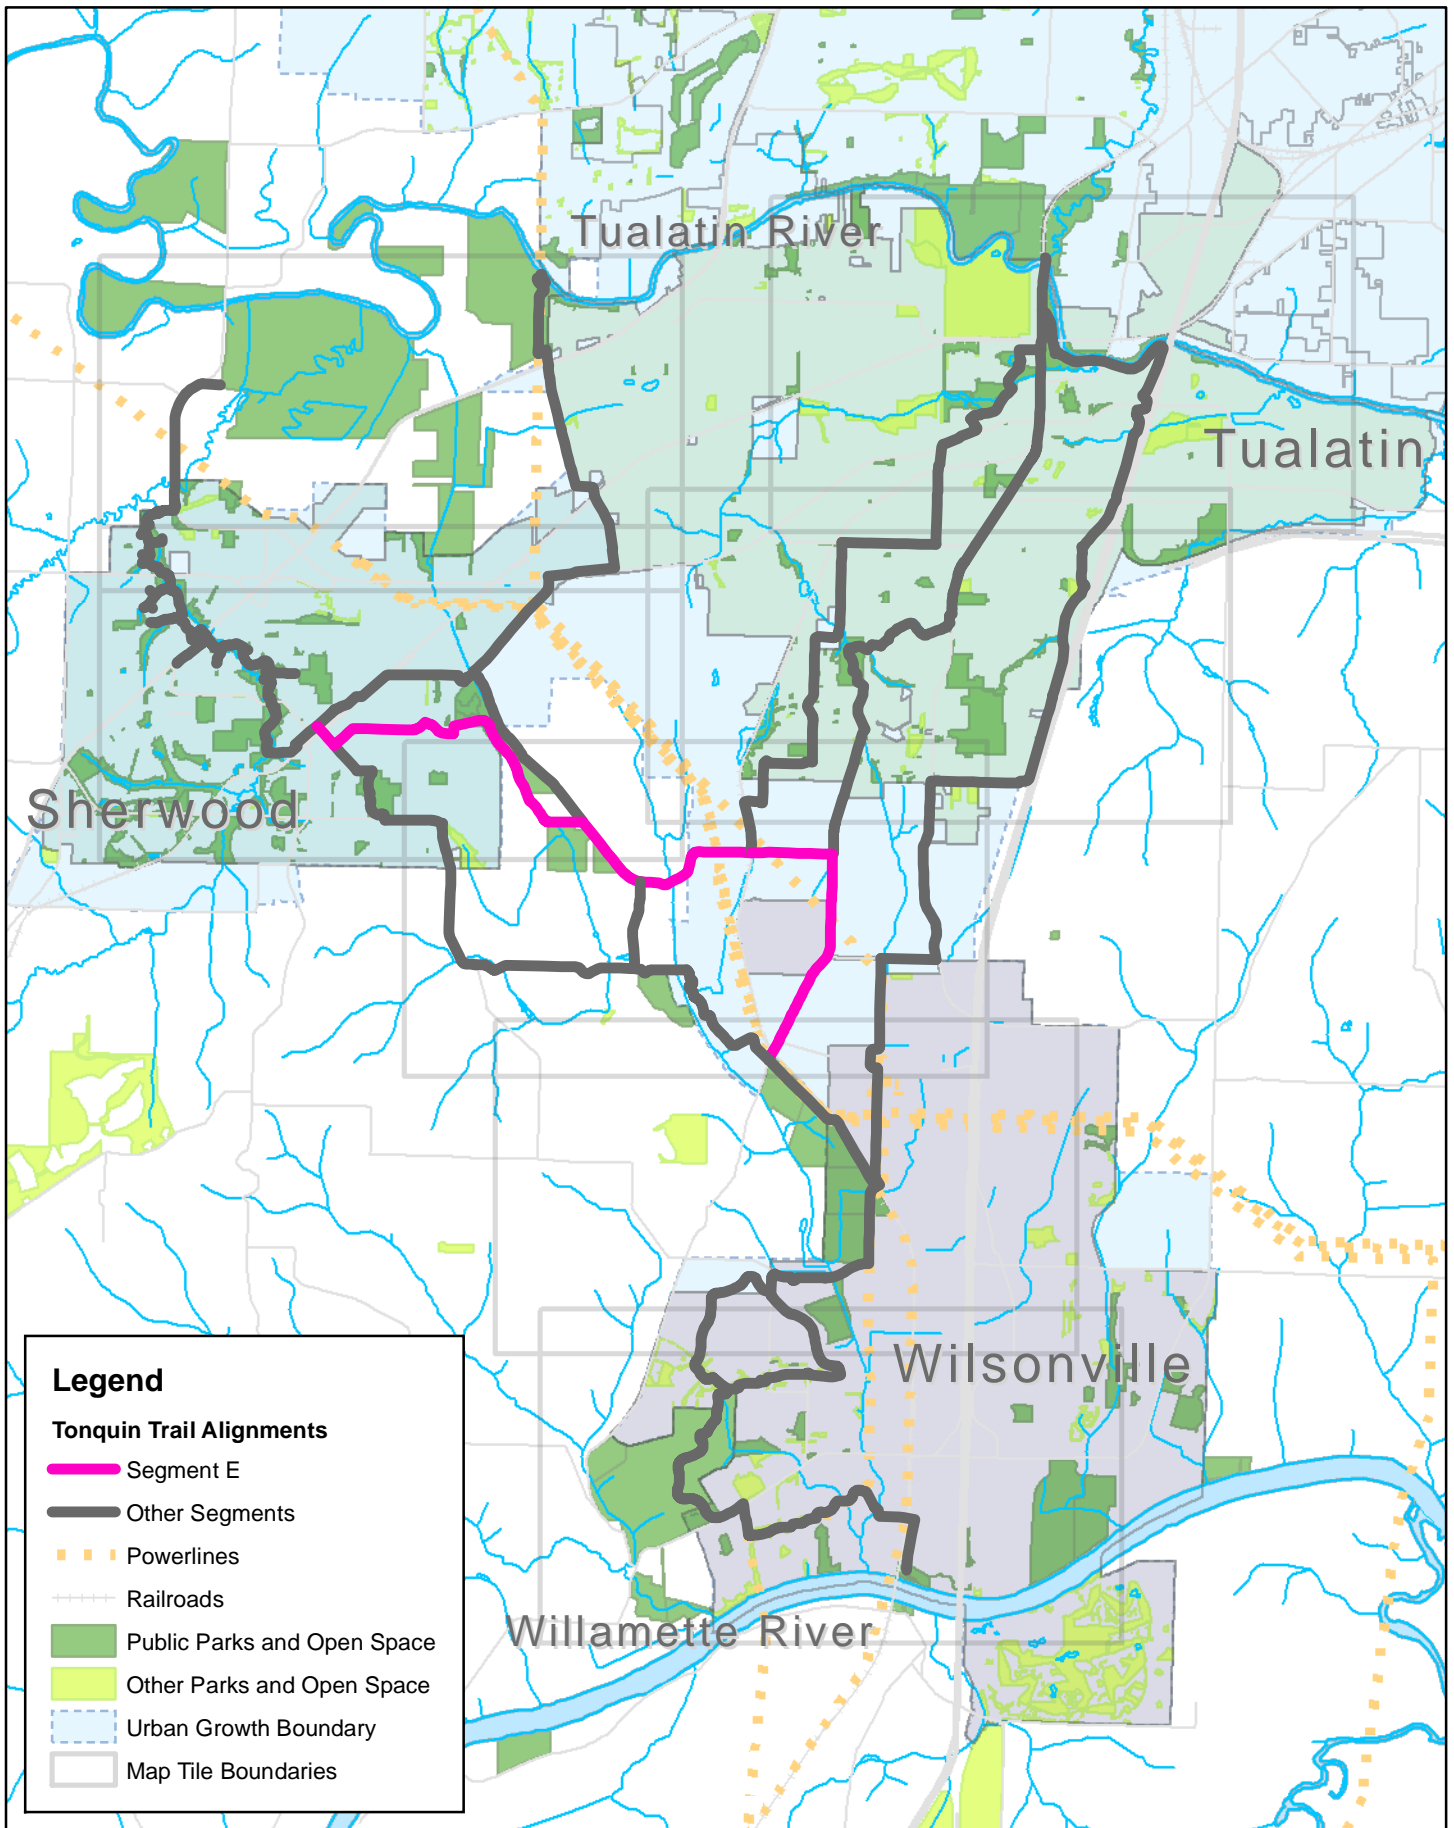 Tualatin River
Tualatin
Sherwood
Wilsonville
Willamette River
Legend
Tonquin Trail Alignments
Segment E
Other Segments
Powerlines
Railroads
Public Parks and Open Space
Other Parks and Open Space
Urban Growth Boundary
Map Tile Boundaries